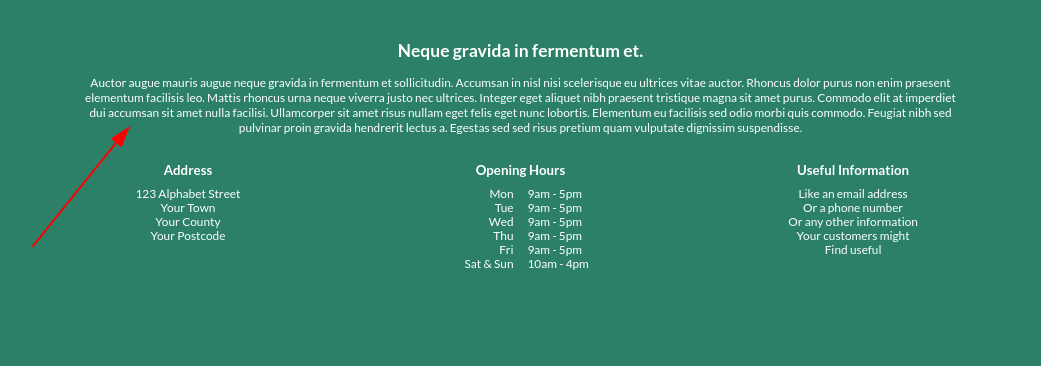 Neque gravida in fermentum et.
Auctor augue mauris augue neque gravida in fermentum et sollicitudin. Accumsan in nisl nisi scelerisque eu ultrices vitae auctor. Rhoncus dolor purus non enim praesent
elementum facilisis leo. Mattis rhoncus urna neque viverra justo nec ultrices. Integer eget aliquet nibh praesent tristique magna sit amet purus. Commodo elit at imperdiet
dui accumsan sit amet nulla facilisi. Ullamcorper sit amet risus nullam eget felis eget nunc lobortis. Elementum eu facilisis sed odio morbi quis commodo. Feugiat nibh sed
pulvinar proin gravida hendrerit lectus a. Egestas sed sed risus pretium quam vulputate dignissim suspendisse.
Address
123 Alphabet Street
Your Town
Your County
Your Postcode
Opening Hours
Mon 9am - 5pm
Tue 9am - 5pm
Wed 9am - 5pm
Thu 9am - 5pm
Fri 9am - 5pm
Sat & Sun 10am - 4pm
Useful Information
Like an email address
Or a phone number
Or any other information
Your customers might
Find useful